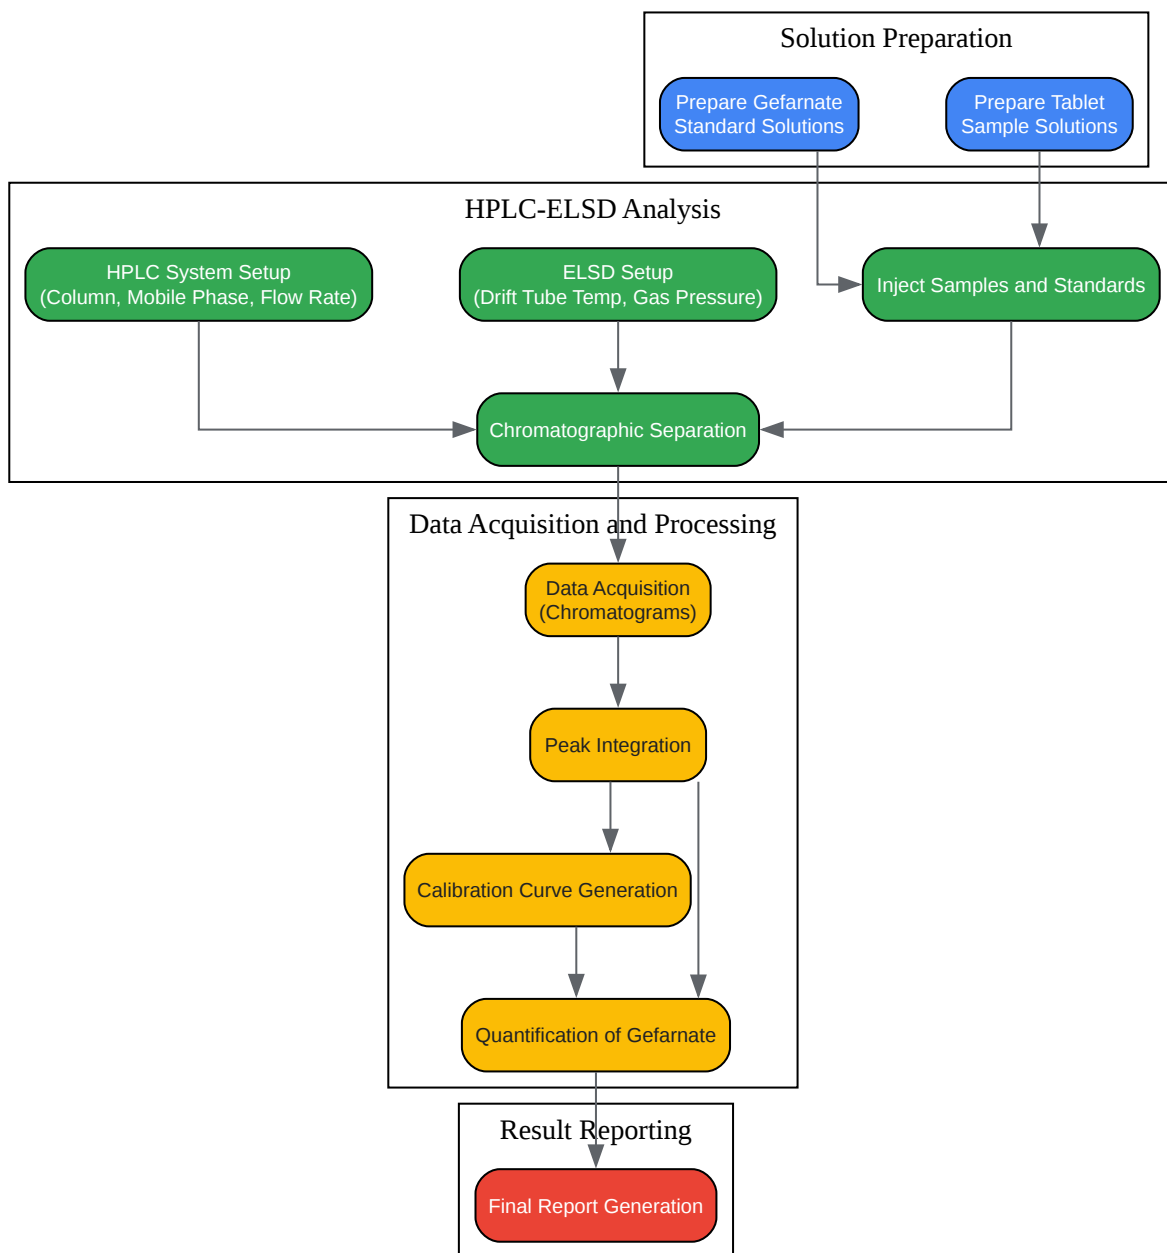 Solution Preparation
Prepare Gefarnate
Standard Solutions
Prepare Tablet
Sample Solutions
HPLC-ELSD Analysis
HPLC System Setup
(Column, Mobile Phase, Flow Rate)
ELSD Setup
(Drift Tube Temp, Gas Pressure)
Inject Samples and Standards
Chromatographic Separation
Data Acquisition and Processing
Data Acquisition
(Chromatograms)
Peak Integration
Calibration Curve Generation
Quantification of Gefarnate
Result Reporting
Final Report Generation